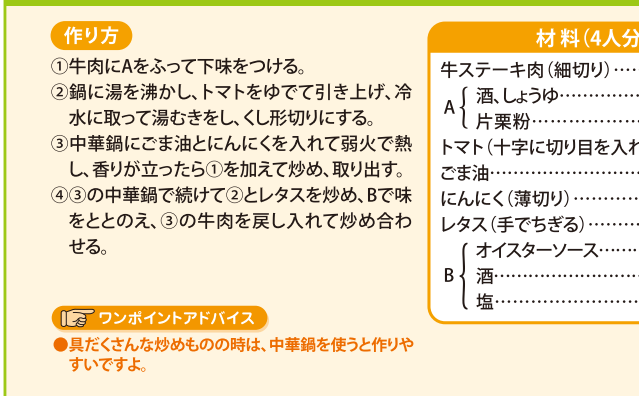 作り方
①牛肉にAをふって下味をつける。
②鍋に湯を沸かし、トマトをゆでて引き上げ、冷
水に取って湯むきをし、くし形切りにする。
③中華鍋にごま油とにんにくを入れて弱火で熱
し、香りが立ったら①を加えて炒め、取り出す。
④③の中華鍋で続けて②とレタスを炒め、Bで味
をととのえ、③の牛肉を戻し入れて炒め合わ
せる。
ワンポイントアドバイス
●具だくさんな炒めものの時は、中華鍋を使うと作りや
すいですよ。
材料（4人分
牛ステーキ肉（細切り）‥‥
A 酒、しょうゆ……………
片栗粉…………………
トマト（十字に切り目を入れ
ごま油………………………
にんにく（薄切り）…………
レタス（手でちぎる）………
B オイスターソース………
酒………………………
塩………………………